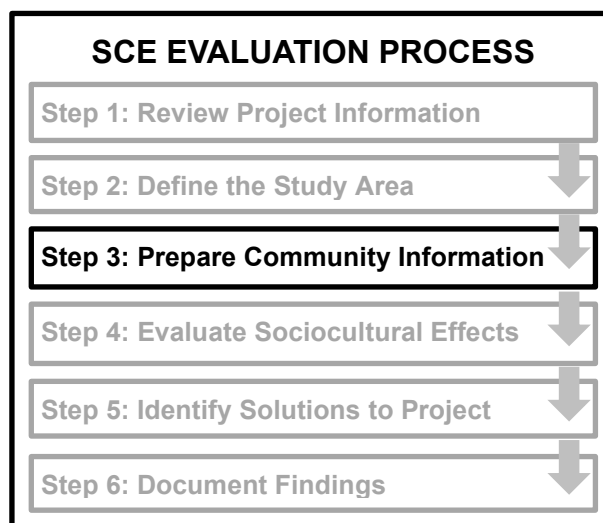 SCE EVALUATION PROCESS
Step 1: Review Project Information
Step 2: Define the Study Area
Step 3: Prepare Community Information
Step 4: Evaluate Sociocultural Effects
Step 5: Identify Solutions to Project
Step 6: Document Findings